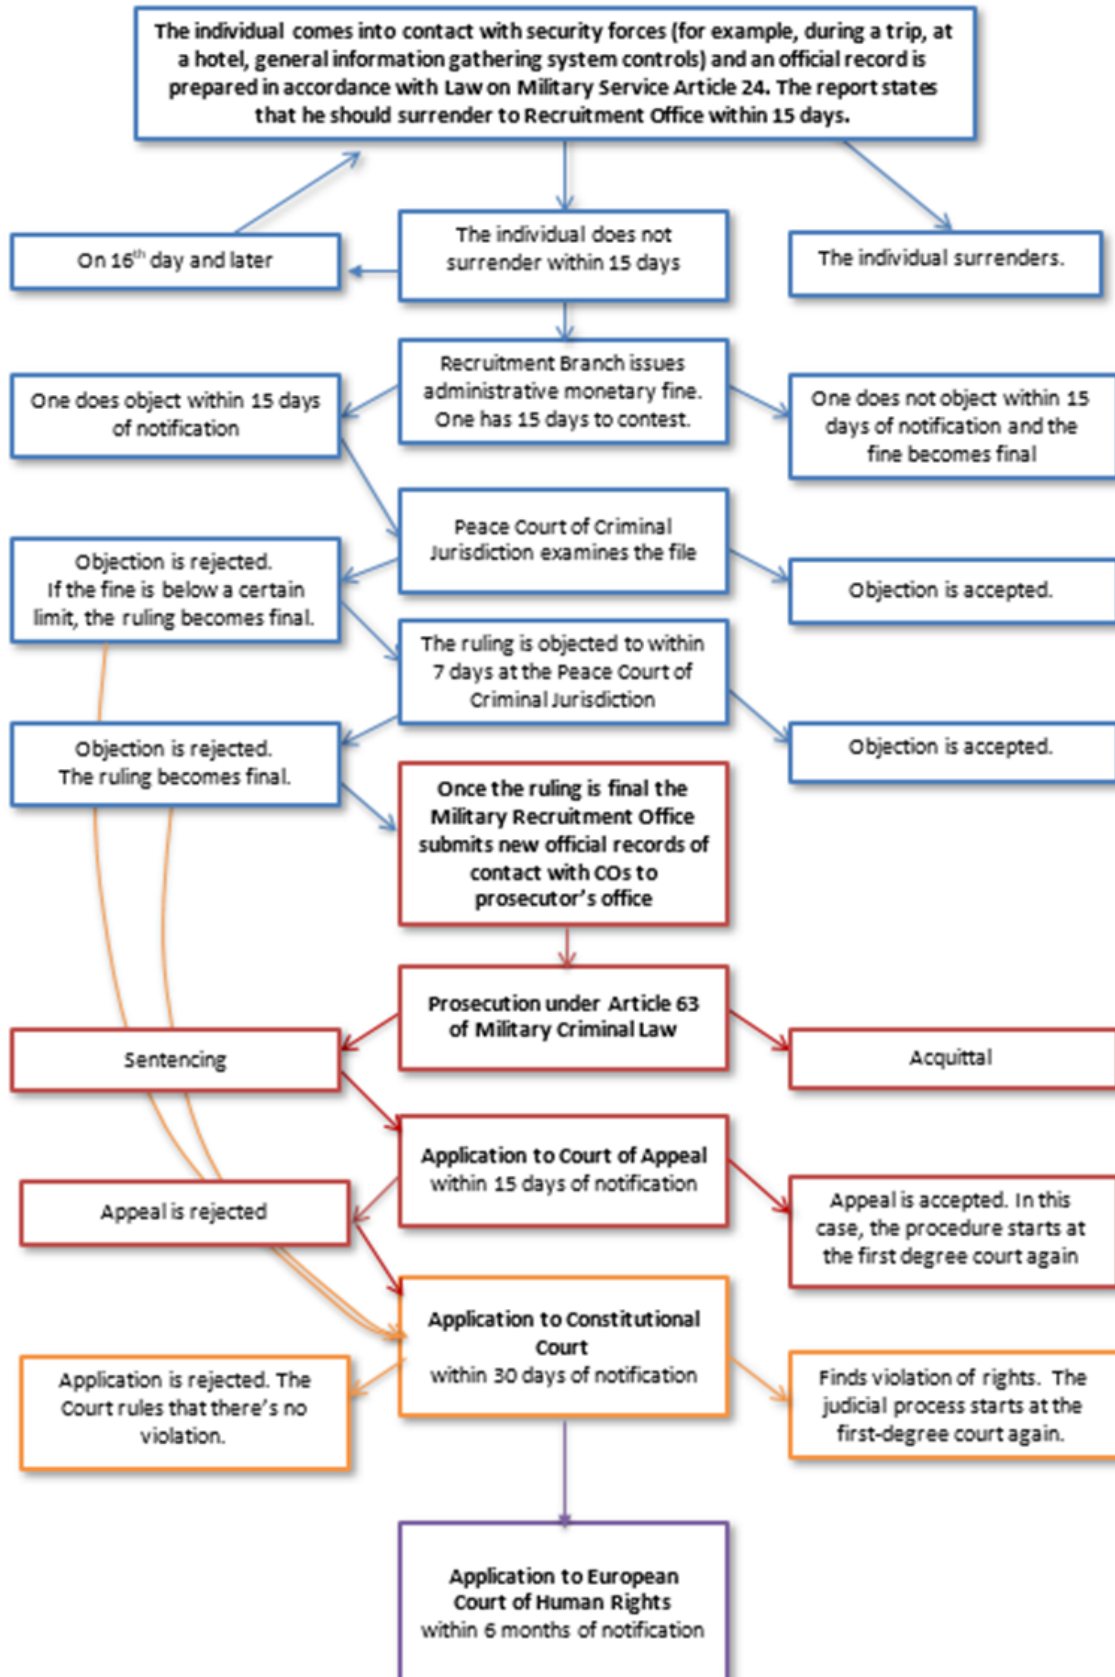 The individual comes into contact with security forces (for example, during a trip, at
a hotel, general information gathering system controls) and an official record is
prepared in accordance with Law on Military Service Article 24. The report states
that he should surrender to Recruitment Office within 15 days.
On 16th day and later
The individual does not
surrender within 15 days
The individual surrenders.
Recruitment Branch issues
administrative monetary fine.
One has 15 days to contest.
One does object within 15 days
of notification
One does not object within 15
days of notification and the
fine becomes final
Peace Court of Criminal
Jurisdiction examines the file
Objection is rejected.
If the fine is below a certain
limit, the ruling becomes final.
Objection is accepted.
The ruling is objected to within
7 days at the Peace Court of
Criminal Jurisdiction
Objection is rejected.
The ruling becomes final.
Objection is accepted.
Once the ruling is final the
Military Recruitment Office
submits new official records of
contact with COs to
prosecutor's office
Prosecution under Article 63
of Military Criminal Law
Sentencing
Acquittal
Application to Court of Appeal
within 15 days of notification
Appeal is rejected
Appeal is accepted. In this
case, the procedure starts at
the first degree court again
Application to Constitutional
Court
within 30 days of notification
Application is rejected. The
Court rules that there's no
violation.
Finds violation of rights. The
judicial process starts at the
first-degree court again.
Application to European
Court of Human Rights
within 6 months of notification